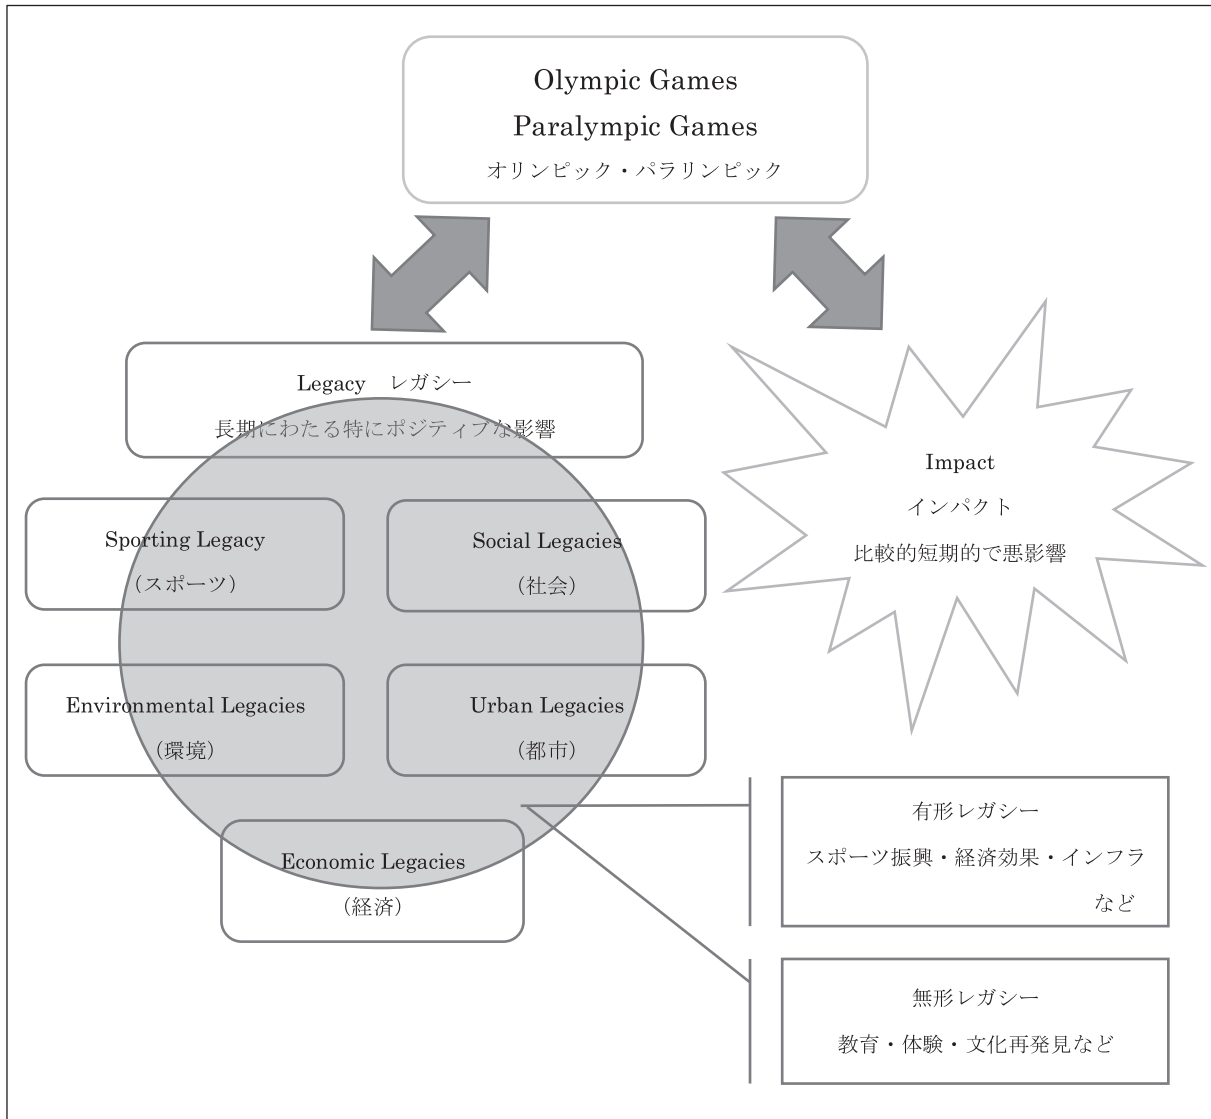 Olympic Games
Paralympic Games
オリンピック・パラリンピック
Legacy　レガシー
長期にわたる特にポジティブな影響
Impact
インパクト
比較的短期的で悪影響
Sporting Legacy
（スポーツ）
Social Legacies
（社会）
Environmental Legacies
（環境）
Urban Legacies
（都市）
Economic Legacies
（経済）
有形レガシー
スポーツ振興・経済効果・インフラ
など
無形レガシー
教育・体験・文化再発見など